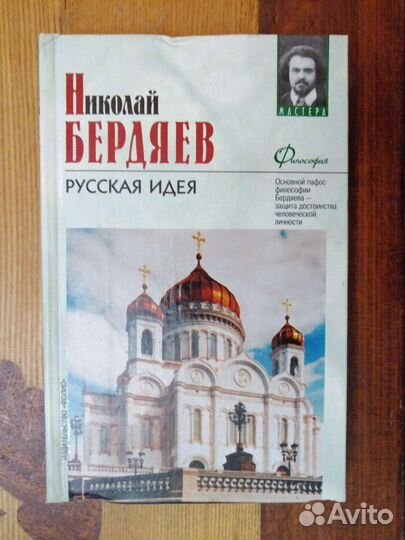 Николай
БЕРДЯЕВ
РУССКАЯ ИДЕЯ
МАСТЕРА
Философия
Основной пафос
философии
Бердяева —
защита достоинства
человеческой
личности
ИЗДАТЕЛЬСТВО «ФОЛИО»
Avito